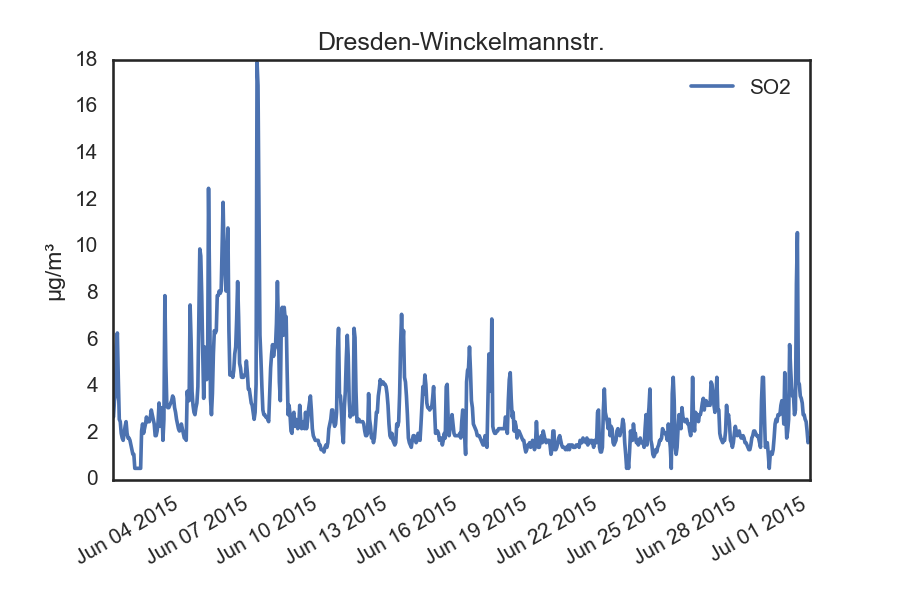 Dresden-Winckelmannstr.
SO2
µg/m³
18
16
14
12
10
8
6
4
2
0
Jun 04 2015
Jun 07 2015
Jun 10 2015
Jun 13 2015
Jun 16 2015
Jun 19 2015
Jun 22 2015
Jun 25 2015
Jun 28 2015
Jul 01 2015